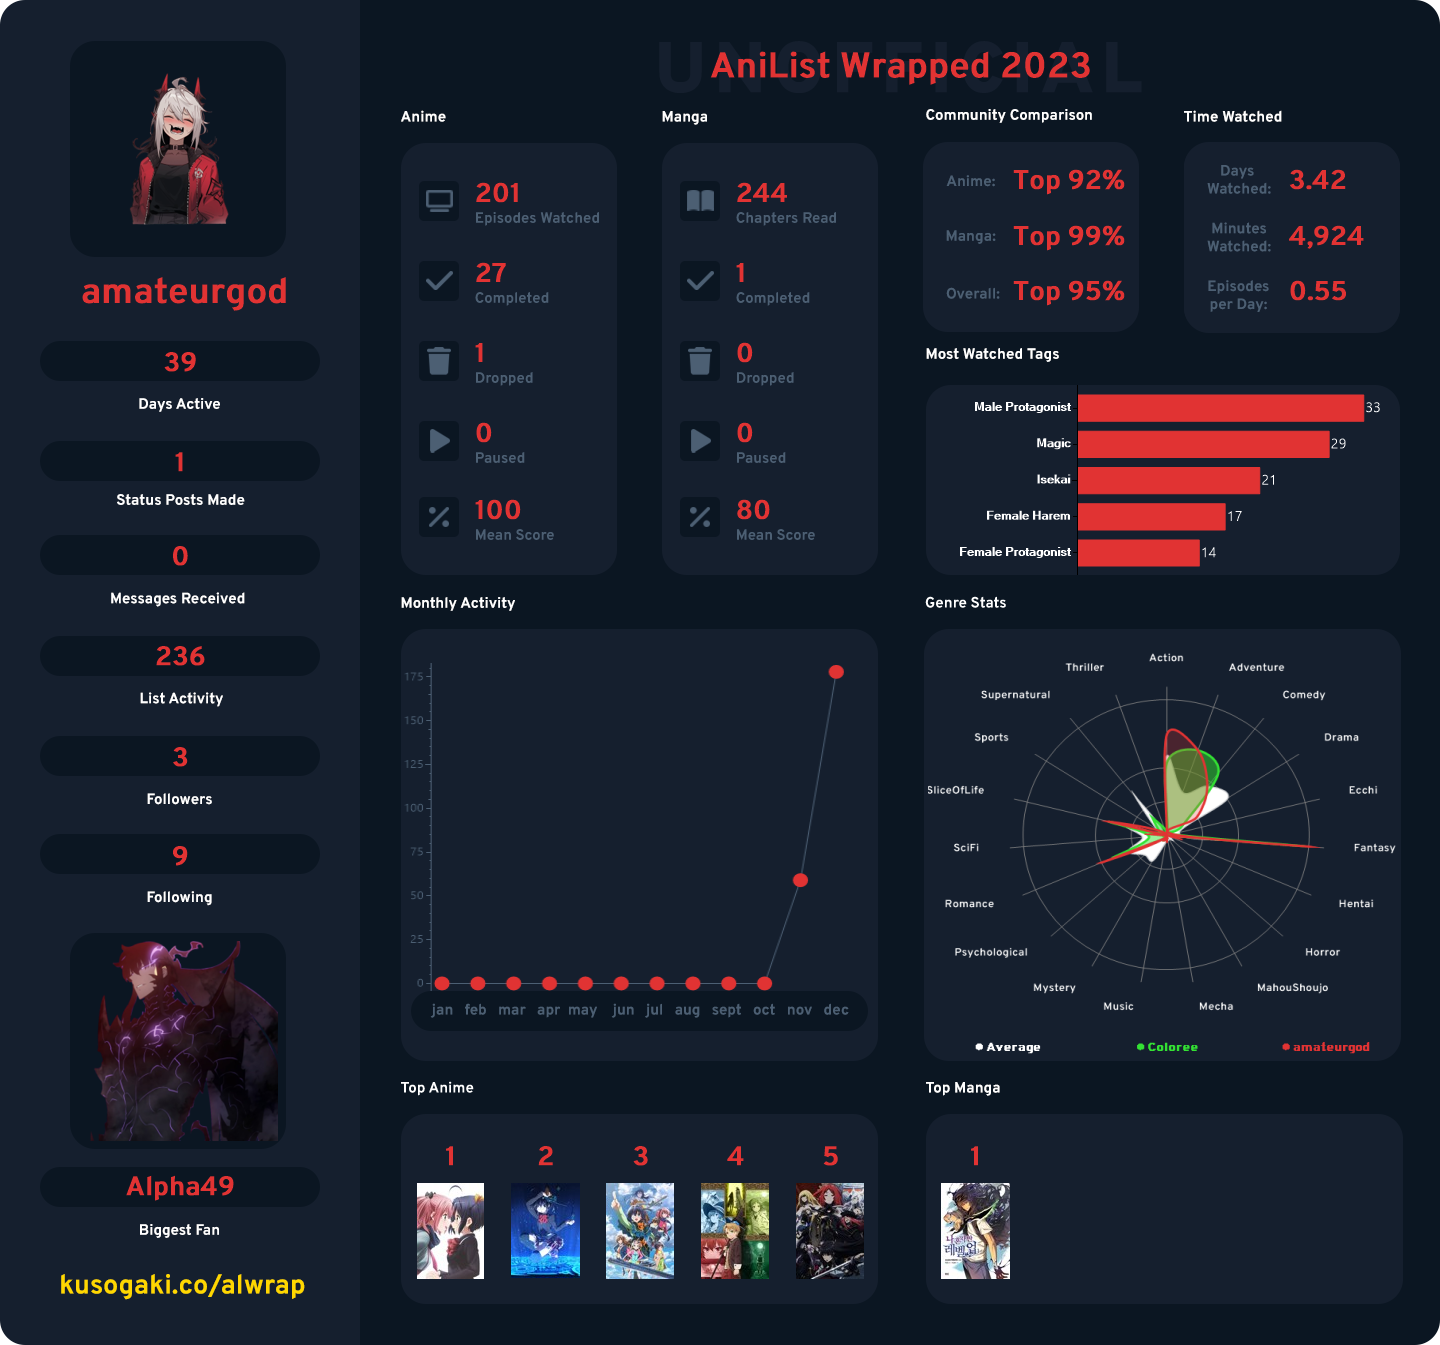 UNOFFICIAL
AniList Wrapped 2023
amateurgod
39
Days Active
1
Status Posts Made
0
Messages Received
236
List Activity
3
Followers
9
Following
Alpha49
Biggest Fan
kusogaki.co/alwrap
Anime
201
Episodes Watched
27
Completed
1
Dropped
0
Paused
100
Mean Score
Manga
244
Chapters Read
1
Completed
0
Dropped
0
Paused
80
Mean Score
Community Comparison
Anime: Top 92%
Manga: Top 99%
Overall: Top 95%
Time Watched
Days
Watched: 3.42
Minutes
Watched: 4,924
Episodes
per Day: 0.55
Most Watched Tags
Male Protagonist 33
Magic 29
Isekai 21
Female Harem 17
Female Protagonist 14
Monthly Activity
175
150
125
100
75
50
25
0
jan feb mar apr may jun jul aug sept oct nov dec
Genre Stats
Action
Adventure
Comedy
Drama
Ecchi
Fantasy
Hentai
Horror
MahouShoujo
Mecha
Music
Mystery
Psychological
Romance
SciFi
SliceOfLife
Sports
Supernatural
Thriller
Average Coloree amateurgod
Top Anime
1 2 3 4 5
Top Manga
1
나 혼자만
레벨업